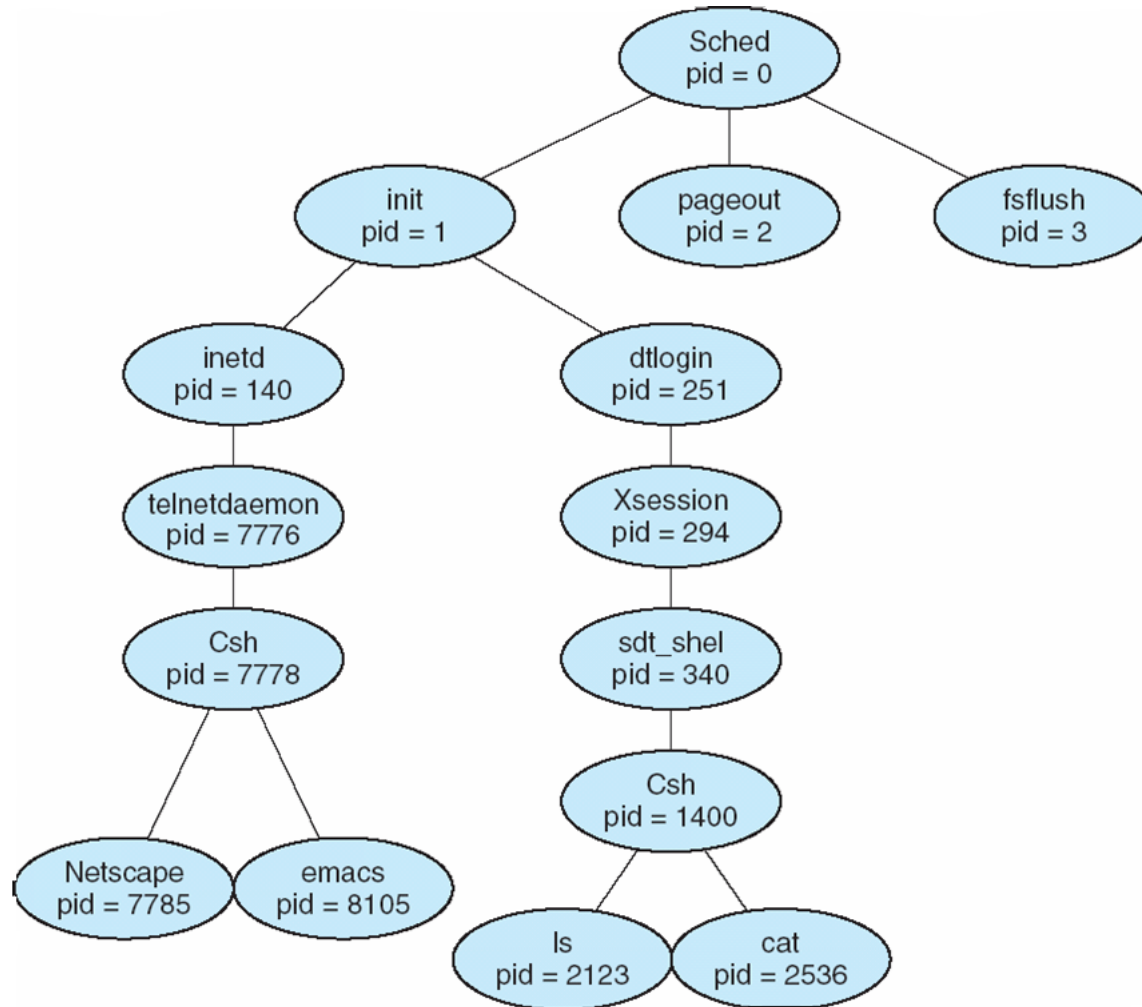 Sched
pid = 0
init
pid = 1
pageout
pid = 2
fsflush
pid = 3
inetd
pid = 140
dtlogin
pid = 251
telnetdaemon
pid = 7776
Xsession
pid = 294
Csh
pid = 7778
sdt_shel
pid = 340
Csh
pid = 1400
Netscape
pid = 7785
emacs
pid = 8105
ls
pid = 2123
cat
pid = 2536